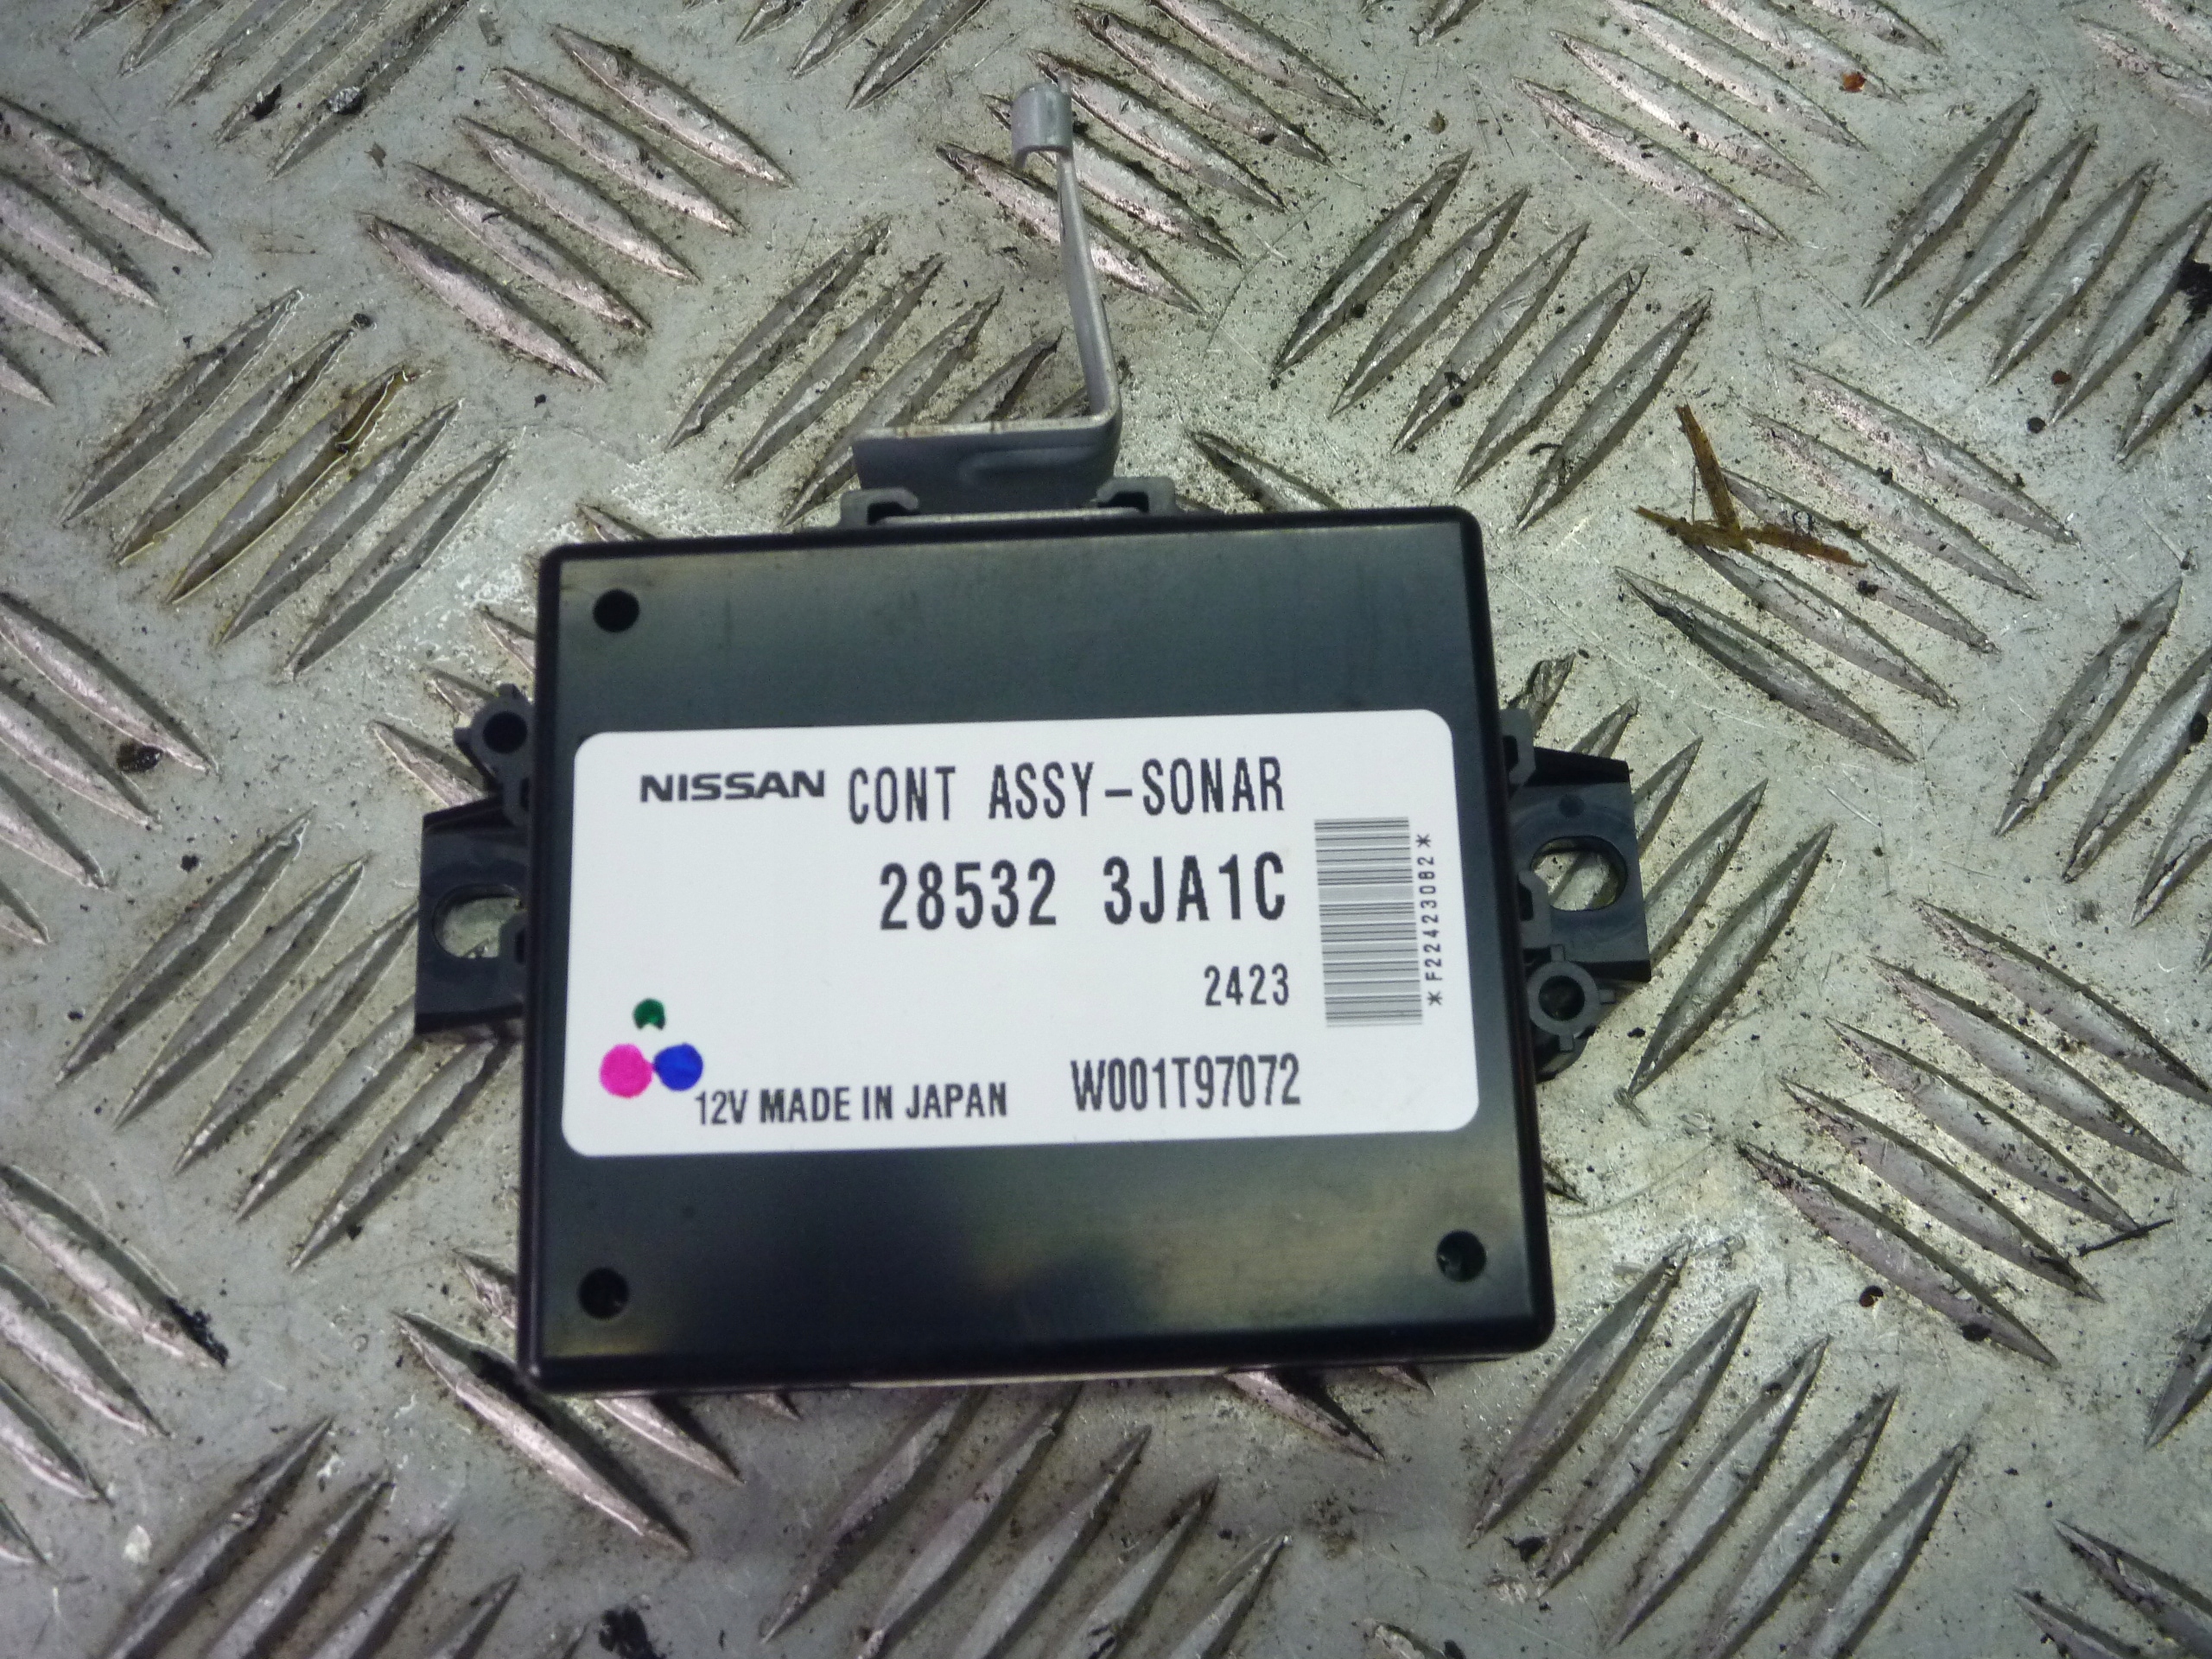 NISSAN CONT ASSY-SONAR
28532 3JA1C
2423
*F22423082*
12V MADE IN JAPAN W001T97072